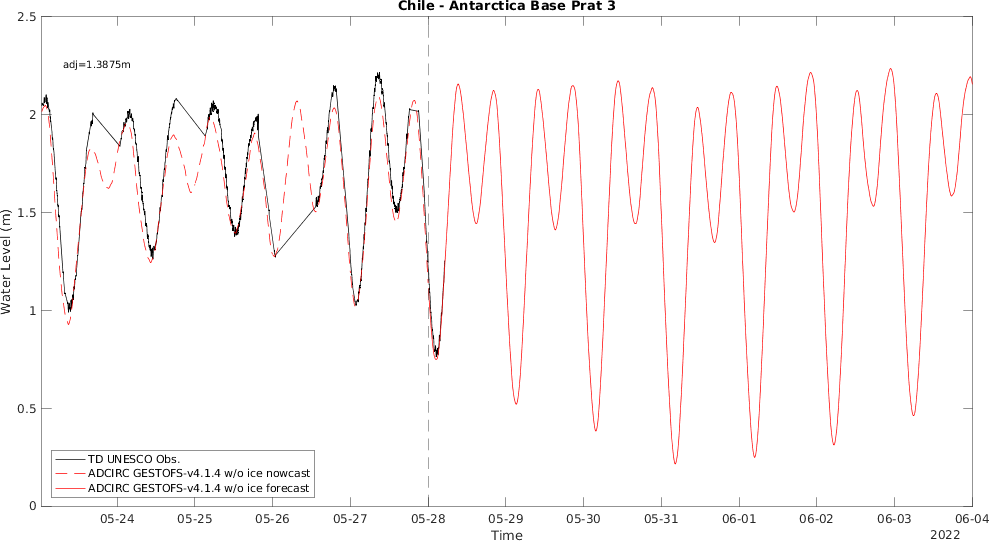 Chile - Antarctica Base Prat 3
2.5
adj=1.3875m
2
1.5
Water Level (m)
1
0.5
TD UNESCO Obs.
ADCIRC GESTOFS-v4.1.4 w/o ice nowcast
ADCIRC GESTOFS-v4.1.4 w/o ice forecast
0
05-24 05-25 05-26 05-27 05-28 05-29 05-30 05-31 06-01 06-02 06-03 06-04
Time 2022